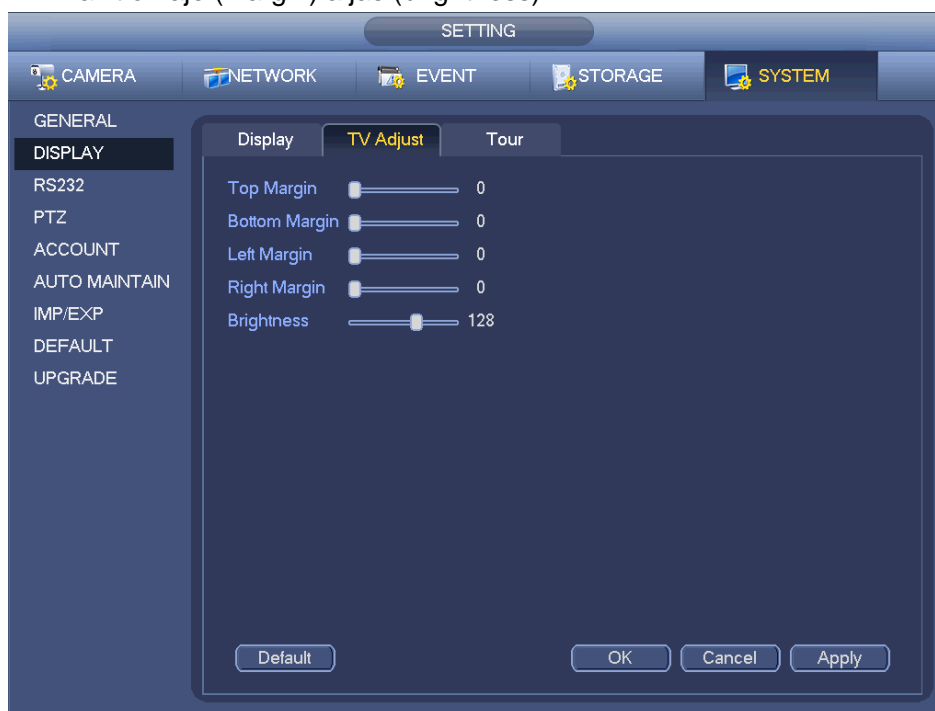 SETTING
CAMERA NETWORK EVENT STORAGE SYSTEM
GENERAL
DISPLAY
RS232
PTZ
ACCOUNT
AUTO MAINTAIN
IMP/EXP
DEFAULT
UPGRADE
Display TV Adjust Tour
Top Margin 0
Bottom Margin 0
Left Margin 0
Right Margin 0
Brightness 128
Default OK Cancel Apply